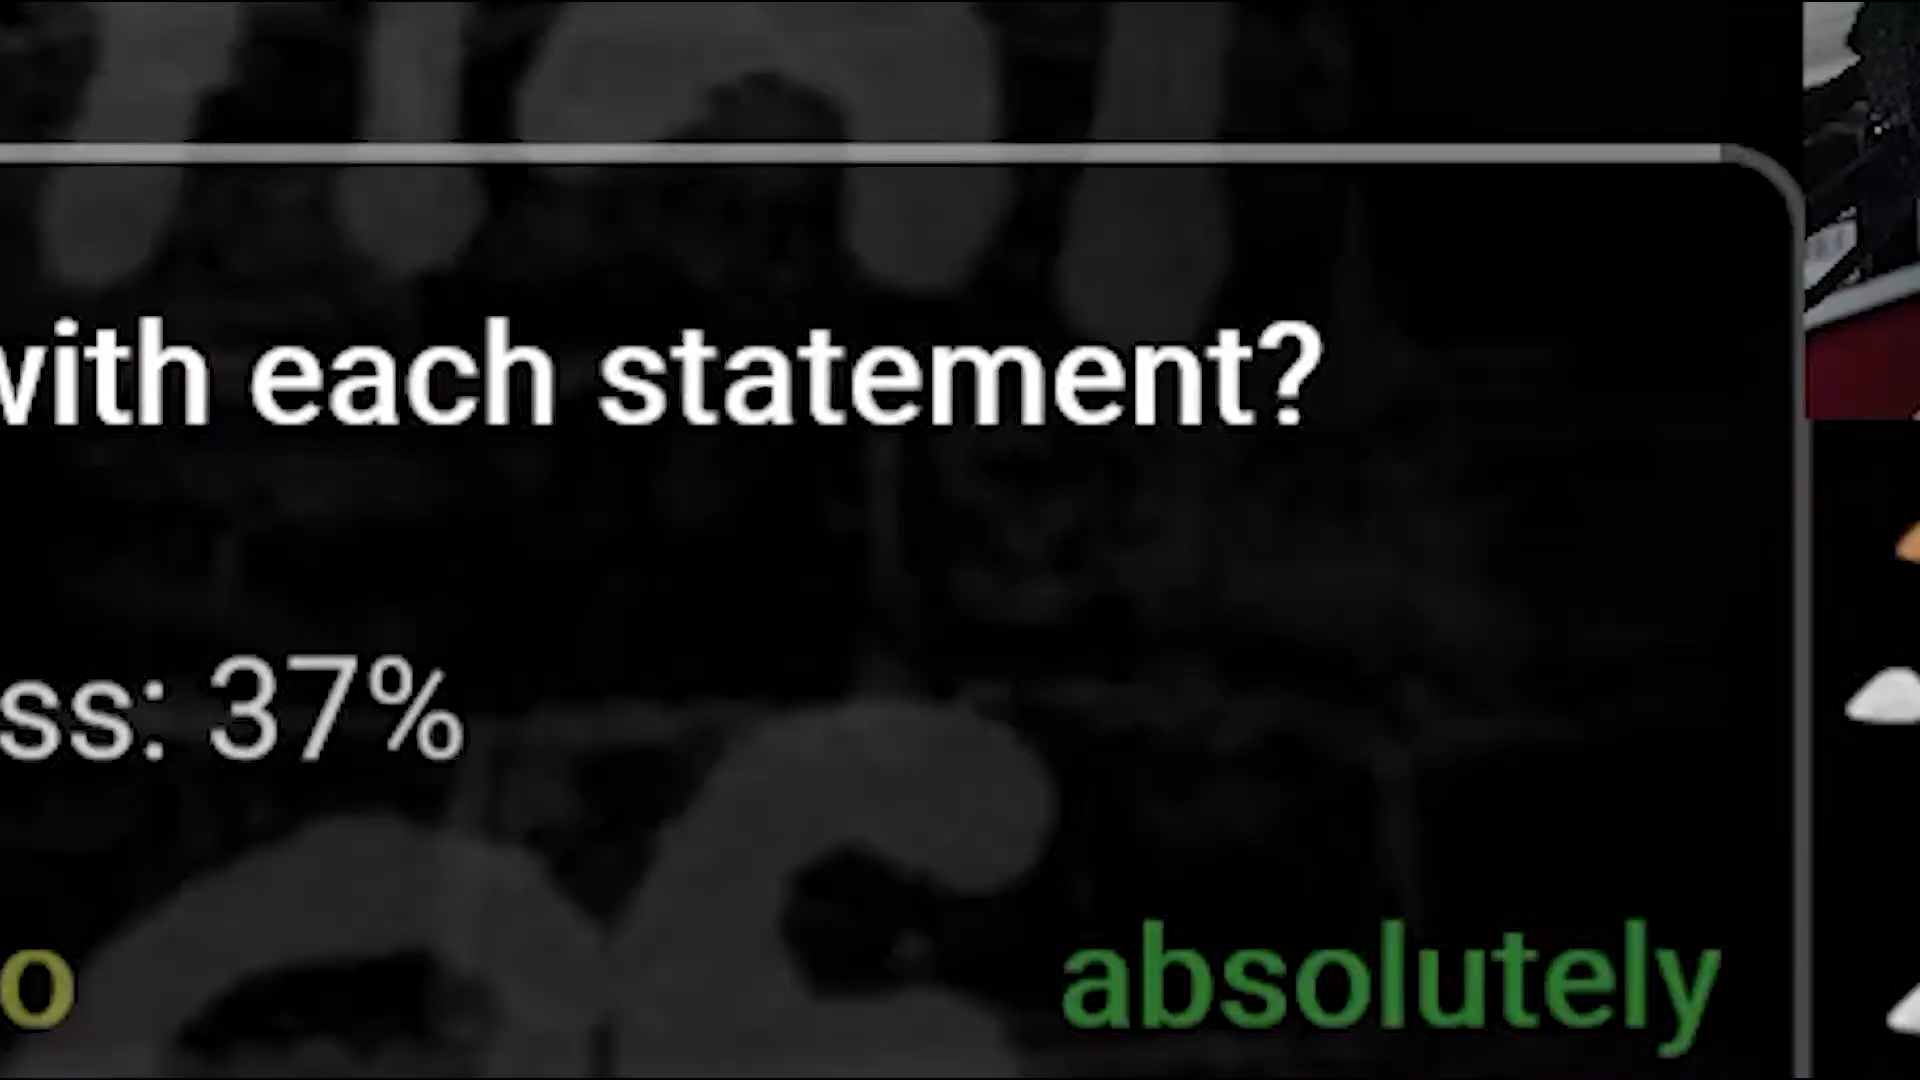 with each statement?
ss: 37%
o
absolutely